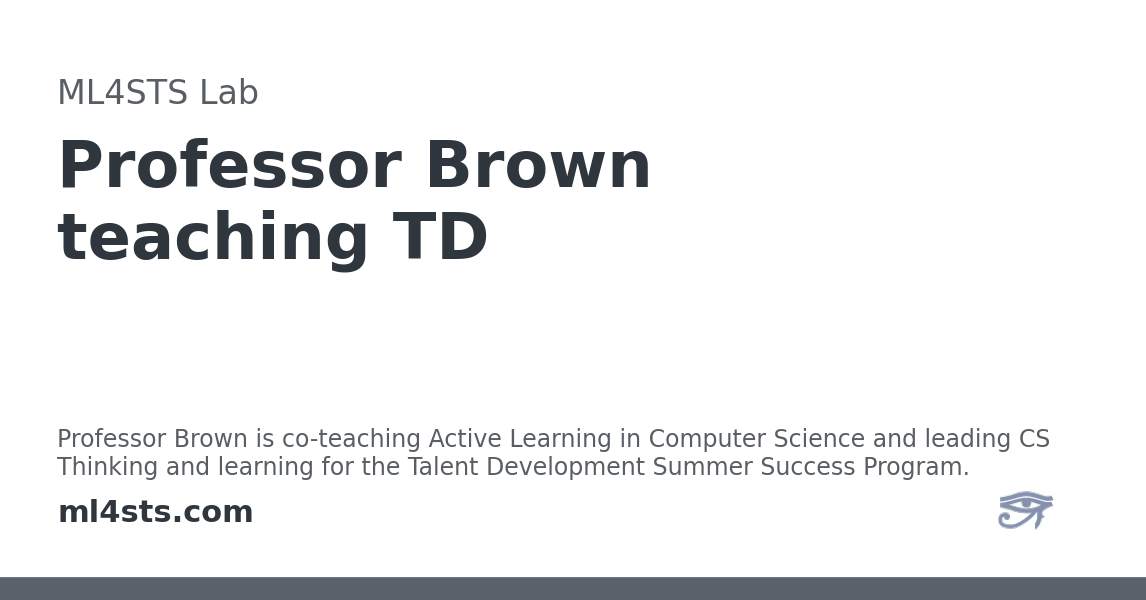 ML4STS Lab
Professor Brown
teaching TD
Professor Brown is co-teaching Active Learning in Computer Science and leading CS
Thinking and learning for the Talent Development Summer Success Program.
ml4sts.com